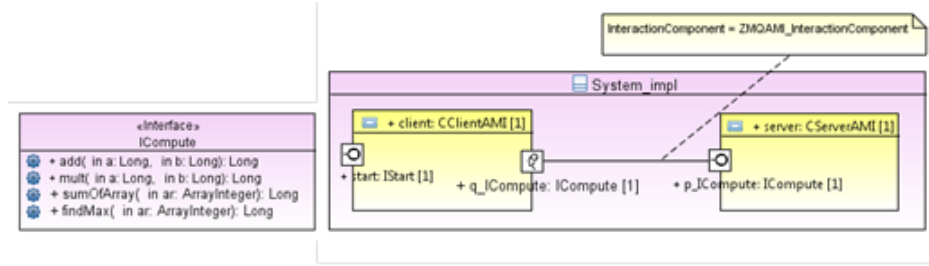 InteractionComponent = ZMQAMI_InteractionComponent
System_impl
«Interface»
ICompute
+ add( in a: Long, in b: Long): Long
+ mult( in a: Long, in b: Long): Long
+ sumOfArray( in ar: ArrayInteger): Long
+ findMax( in ar: ArrayInteger): Long
+ client: CClientAMI [1]
+ start: IStart [1]
+ q_ICompute: ICompute [1]
+ server: CServerAMI [1]
+ p_ICompute: ICompute [1]